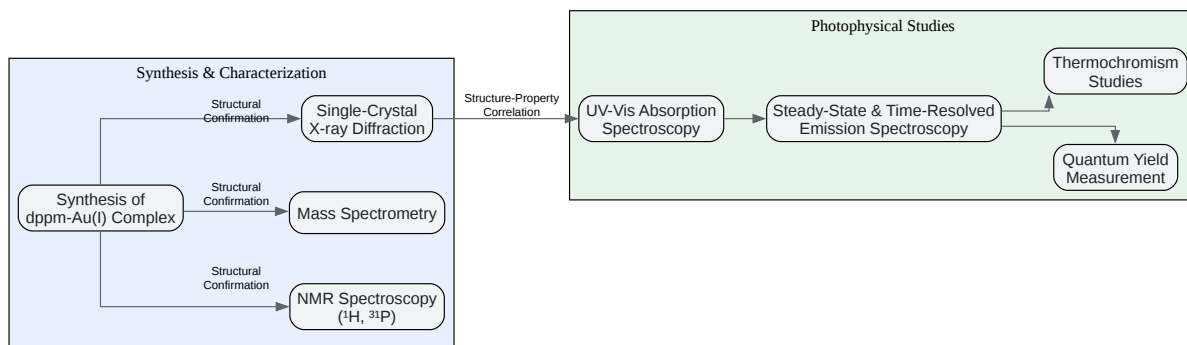 Synthesis & Characterization
Structural
Confirmation
Single-Crystal
X-ray Diffraction
Synthesis of
dppm-Au(I) Complex
Structural
Confirmation
Mass Spectrometry
Structural
Confirmation
NMR Spectroscopy
(¹H, ³¹P)
Structure-Property
Correlation
Photophysical Studies
UV-Vis Absorption
Spectroscopy
Steady-State & Time-Resolved
Emission Spectroscopy
Thermochromism
Studies
Quantum Yield
Measurement